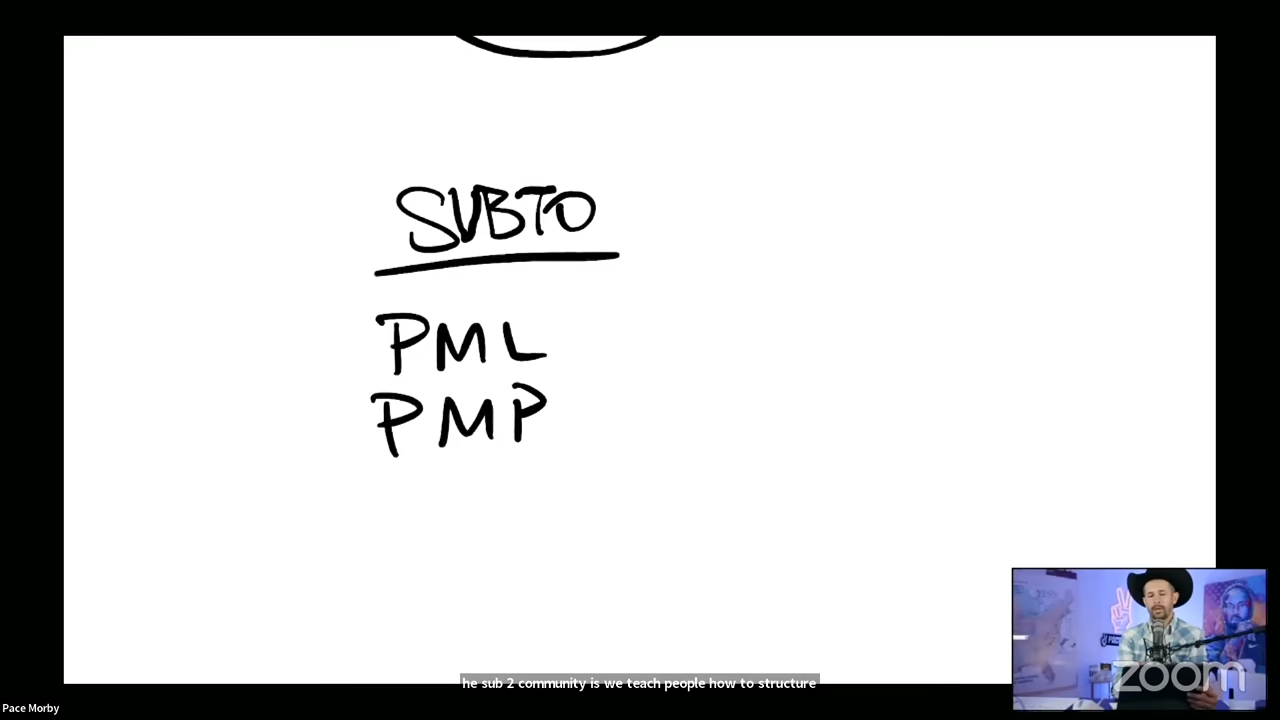 SUBTO
PML
PMP
he sub 2 community is we teach people how to structure
zoom
Pace Morby